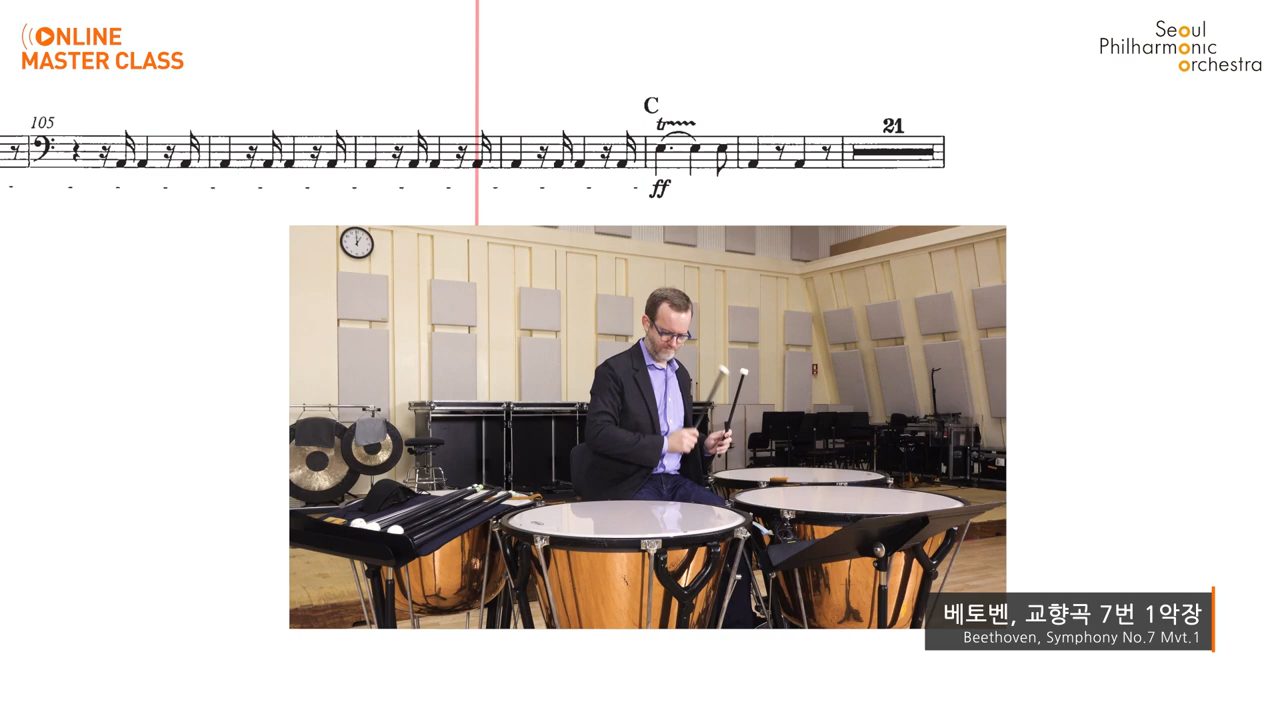 ONLINE
MASTER CLASS
Seoul
Philharmonic
orchestra
105
C
tr
21
ff
베토벤, 교향곡 7번 1악장
Beethoven, Symphony No.7 Mvt.1